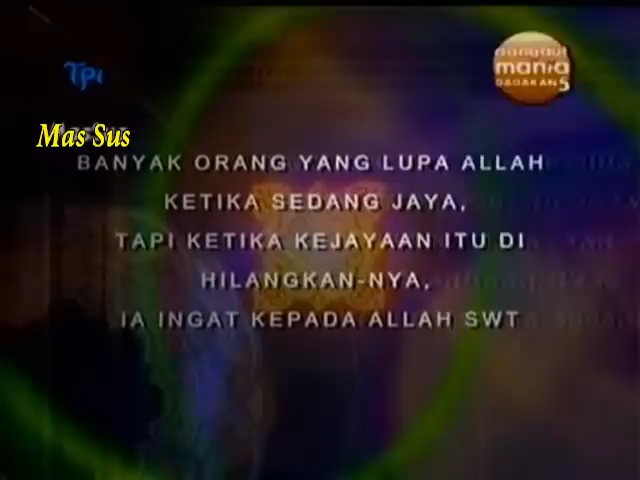 TPI
dangdut
mania
DADAKAN 5
Mas Sus
BANYAK ORANG YANG LUPA ALLAH
KETIKA SEDANG JAYA,
TAPI KETIKA KEJAYAAN ITU DI
HILANGKAN-NYA,
IA INGAT KEPADA ALLAH SWT